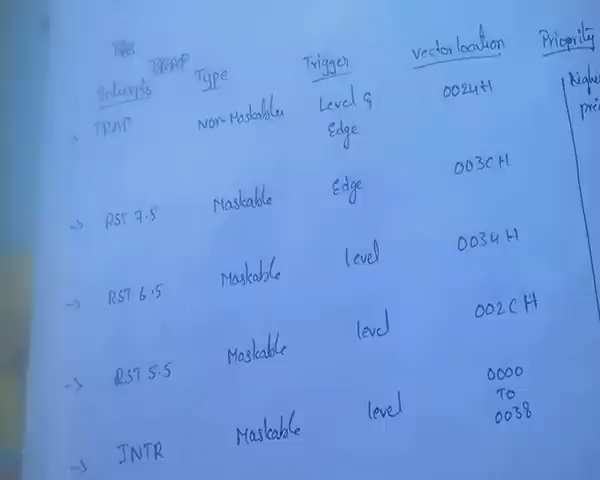 Interrupts Type Trigger Vector location Priority
TRAP Non-Maskable Level & Edge 0024H
-> RST 7.5 Maskable Edge 003CH
-> RST 6.5 Maskable level 0034H
-> RST 5.5 Maskable level 002CH
-> INTR Maskable level 0000 TO 0038